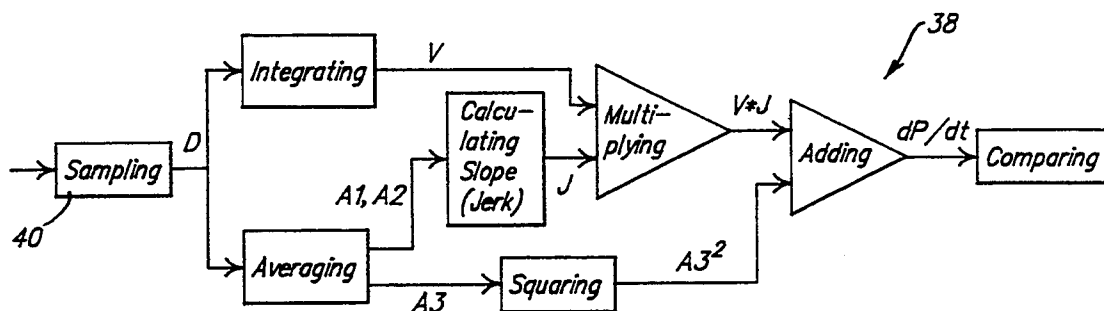 38
Integrating
V
Sampling
40
D
Calcu-
lating
Slope
(Jerk)
J
Multi-
plying
V*J
Adding
dP/dt
Comparing
A1, A2
Averaging
A3
Squaring
A3²